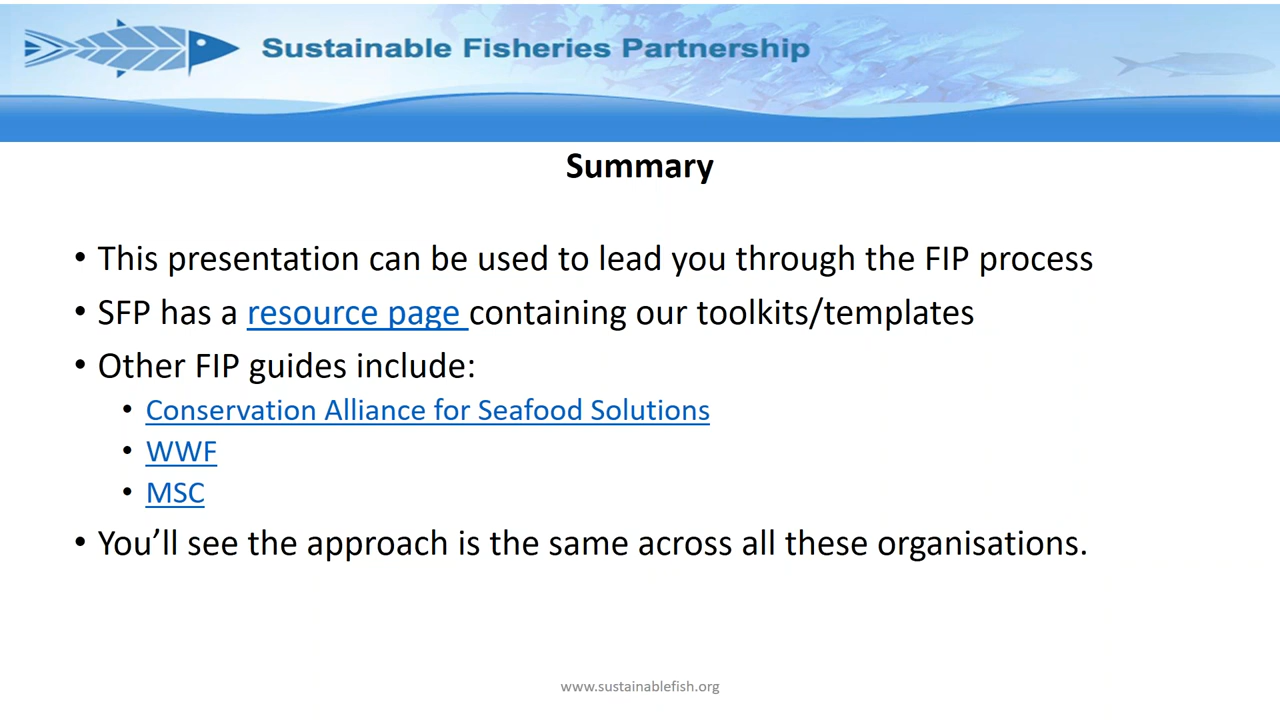 Sustainable Fisheries Partnership
Summary
• This presentation can be used to lead you through the FIP process
• SFP has a resource page containing our toolkits/templates
• Other FIP guides include:
• Conservation Alliance for Seafood Solutions
• WWF
• MSC
• You’ll see the approach is the same across all these organisations.
www.sustainablefish.org